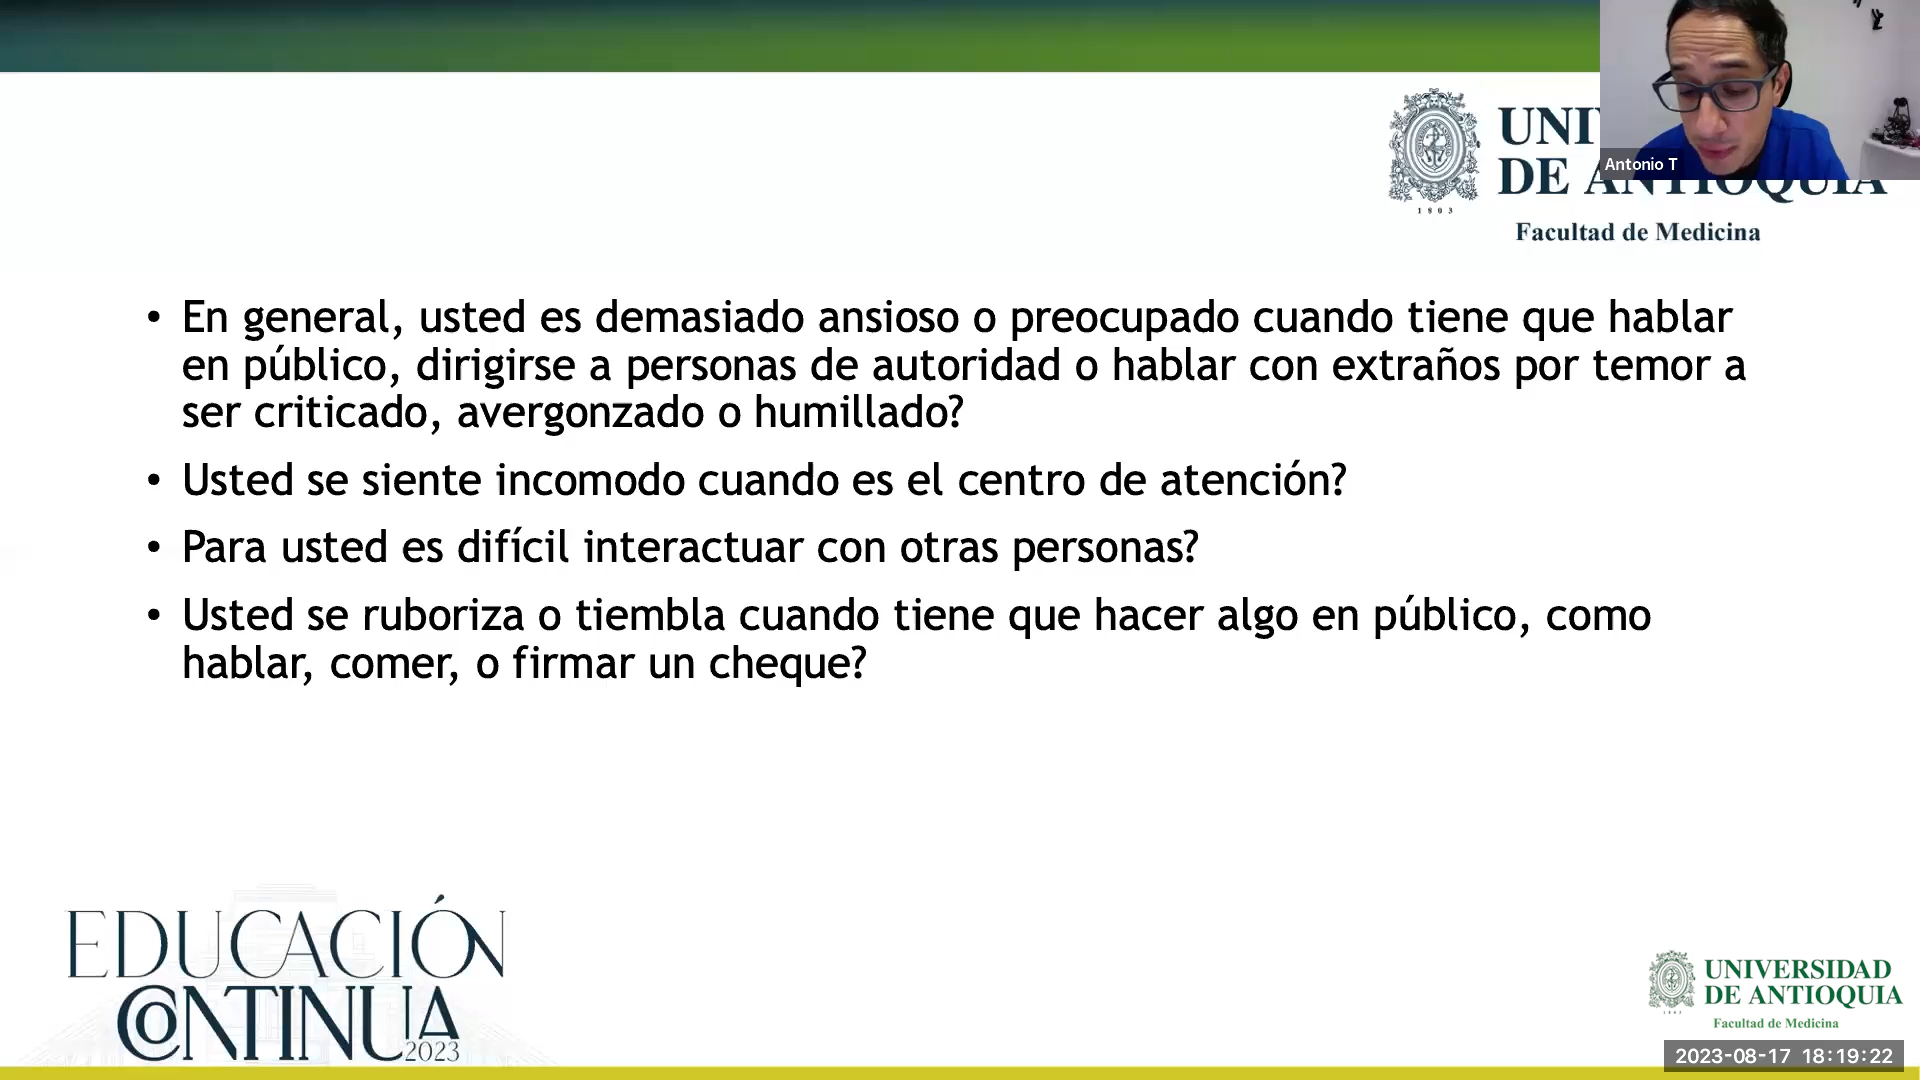 UNI
DE ANTIOQUIA
1803
Facultad de Medicina
Antonio T
• En general, usted es demasiado ansioso o preocupado cuando tiene que hablar
en público, dirigirse a personas de autoridad o hablar con extraños por temor a
ser criticado, avergonzado o humillado?
• Usted se siente incomodo cuando es el centro de atención?
• Para usted es difícil interactuar con otras personas?
• Usted se ruboriza o tiembla cuando tiene que hacer algo en público, como
hablar, comer, o firmar un cheque?
EDUCACIÓN
CONTINUA
2023
UNIVERSIDAD
DE ANTIOQUIA
1803
Facultad de Medicina
2023-08-17 18:19:22